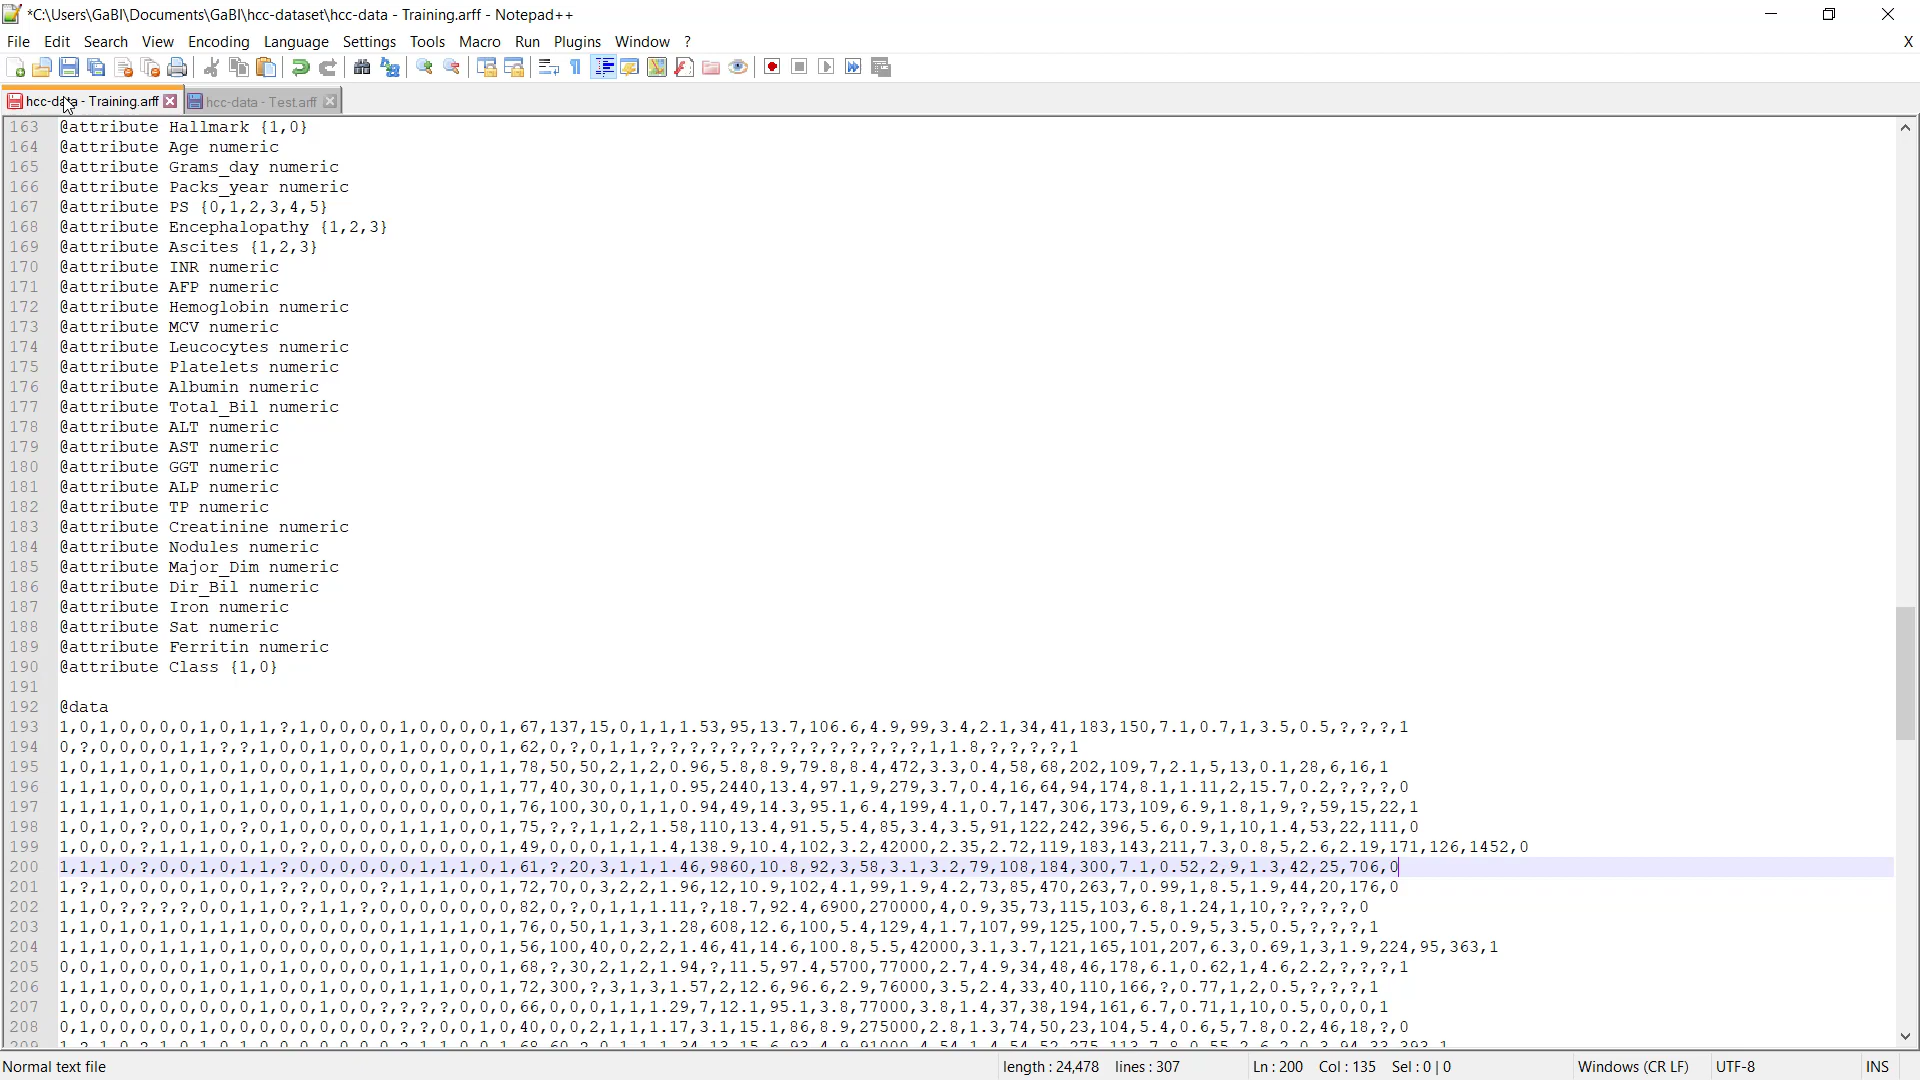 *C:\Users\GaBI\Documents\GaBI\hcc-dataset\hcc-data - Training.arff - Notepad++
File Edit Search View Encoding Language Settings Tools Macro Run Plugins Window ? X
hcc-data - Training.arff hcc-data - Test.arff
163 @attribute Hallmark {1,0}
164 @attribute Age numeric
165 @attribute Grams_day numeric
166 @attribute Packs_year numeric
167 @attribute PS {0,1,2,3,4,5}
168 @attribute Encephalopathy {1,2,3}
169 @attribute Ascites {1,2,3}
170 @attribute INR numeric
171 @attribute AFP numeric
172 @attribute Hemoglobin numeric
173 @attribute MCV numeric
174 @attribute Leucocytes numeric
175 @attribute Platelets numeric
176 @attribute Albumin numeric
177 @attribute Total_Bil numeric
178 @attribute ALT numeric
179 @attribute AST numeric
180 @attribute GGT numeric
181 @attribute ALP numeric
182 @attribute TP numeric
183 @attribute Creatinine numeric
184 @attribute Nodules numeric
185 @attribute Major_Dim numeric
186 @attribute Dir_Bil numeric
187 @attribute Iron numeric
188 @attribute Sat numeric
189 @attribute Ferritin numeric
190 @attribute Class {1,0}
191
192 @data
193 1,0,1,0,0,0,0,1,0,1,1,?,1,0,0,0,0,1,0,0,0,0,1,67,137,15,0,1,1,1.53,95,13.7,106.6,4.9,99,3.4,2.1,34,41,183,150,7.1,0.7,1,3.5,0.5,?,?,?,1
194 0,?,0,0,0,0,1,1,?,?,1,0,0,1,0,0,0,1,0,0,0,0,1,62,0,?,0,1,1,?,?,?,?,?,?,?,?,?,?,?,?,?,?,1,1.8,?,?,?,?,1
195 1,0,1,1,0,1,0,1,0,1,0,0,0,1,1,0,0,0,0,1,0,1,1,78,50,50,2,1,2,0.96,5.8,8.9,79.8,8.4,472,3.3,0.4,58,68,202,109,7,2.1,5,13,0.1,28,6,16,1
196 1,1,1,0,0,0,0,1,0,1,1,0,0,1,0,0,0,0,0,0,0,1,1,77,40,30,0,1,1,0.95,2440,13.4,97.1,9,279,3.7,0.4,16,64,94,174,8.1,1.11,2,15.7,0.2,?,?,?,0
197 1,1,1,1,0,1,0,1,0,1,0,0,0,1,1,0,0,0,0,0,0,0,1,76,100,30,0,1,1,0.94,49,14.3,95.1,6.4,199,4.1,0.7,147,306,173,109,6.9,1.8,1,9,?,59,15,22,1
198 1,0,1,0,?,0,0,1,0,?,0,1,0,0,0,0,0,1,1,1,0,0,1,75,?,?,1,1,2,1.58,110,13.4,91.5,5.4,85,3.4,3.5,91,122,242,396,5.6,0.9,1,10,1.4,53,22,111,0
199 1,0,0,0,?,1,1,1,0,0,1,0,?,0,0,0,0,0,1,1,1,0,1,49,0,0,0,1,1,1.4,138.9,10.4,102,3.2,42000,2.35,2.72,119,183,143,211,7.3,0.8,5,2.6,2.19,171,126,1452,0
200 1,1,1,0,?,0,0,1,0,1,1,?,0,0,0,0,0,0,1,1,1,0,1,61,?,20,3,1,1,1.46,9860,10.8,92,3,58,3.1,3.2,79,108,184,300,7.1,0.52,2,9,1.3,42,25,706,0
201 1,?,1,0,0,0,0,1,0,0,1,?,?,0,0,0,?,1,1,1,0,0,1,72,70,0,3,2,2,1.96,12,10.9,102,4.1,99,1.9,4.2,73,85,470,263,7,0.99,1,8.5,1.9,44,20,176,0
202 1,1,0,?,?,?,?,0,0,1,1,0,?,1,1,?,0,0,0,0,0,0,0,82,0,?,0,1,1,1.11,?,18.7,92.4,6900,270000,4,0.9,35,73,115,103,6.8,1.24,1,10,?,?,?,?,0
203 1,1,0,1,0,1,0,1,1,0,0,0,0,0,0,0,0,1,1,1,0,0,1,76,0,50,1,1,3,1.28,608,12.6,100,5.4,129,4,1.7,107,99,125,100,7.5,0.9,5,3.5,0.5,?,?,?,1
204 1,1,1,0,0,1,1,1,1,0,1,0,0,0,0,0,0,0,1,1,1,0,1,56,100,40,0,2,2,1.46,41,14.6,100.8,5.5,42000,3.1,3.7,121,165,101,207,6.3,0.69,1,3,1.9,224,95,363,1
205 0,0,1,0,0,0,0,1,0,1,0,1,0,0,0,0,0,1,1,1,0,0,1,68,?,30,2,1,2,1.94,?,11.5,97.4,5700,77000,2.7,4.9,34,48,46,178,6.1,0.62,1,4.6,2.2,?,?,?,1
206 1,1,1,0,0,0,0,1,0,1,1,0,0,1,0,0,0,1,1,1,0,0,1,72,300,?,3,1,3,1.57,2,12.6,96.6,2.9,76000,3.5,2.4,33,40,110,166,?,0.77,1,2,0.5,?,?,?,1
207 1,0,0,0,0,0,0,0,0,0,1,0,0,1,0,0,?,?,?,?,0,0,0,66,0,0,0,1,1,1.29,7,12.1,95.1,3.8,77000,3.8,1.4,37,38,194,161,6.7,0.71,1,10,0.5,0,0,0,1
208 0,1,0,0,0,0,0,1,0,0,0,0,0,0,0,0,0,?,?,0,0,1,0,40,0,0,2,1,1,1.17,3.1,15.1,86,8.9,275000,2.8,1.3,74,50,23,104,5.4,0.6,5,7.8,0.2,46,18,?,0
Normal text file length : 24,478 lines : 307 Ln : 200 Col : 135 Sel : 0 | 0 Windows (CR LF) UTF-8 INS